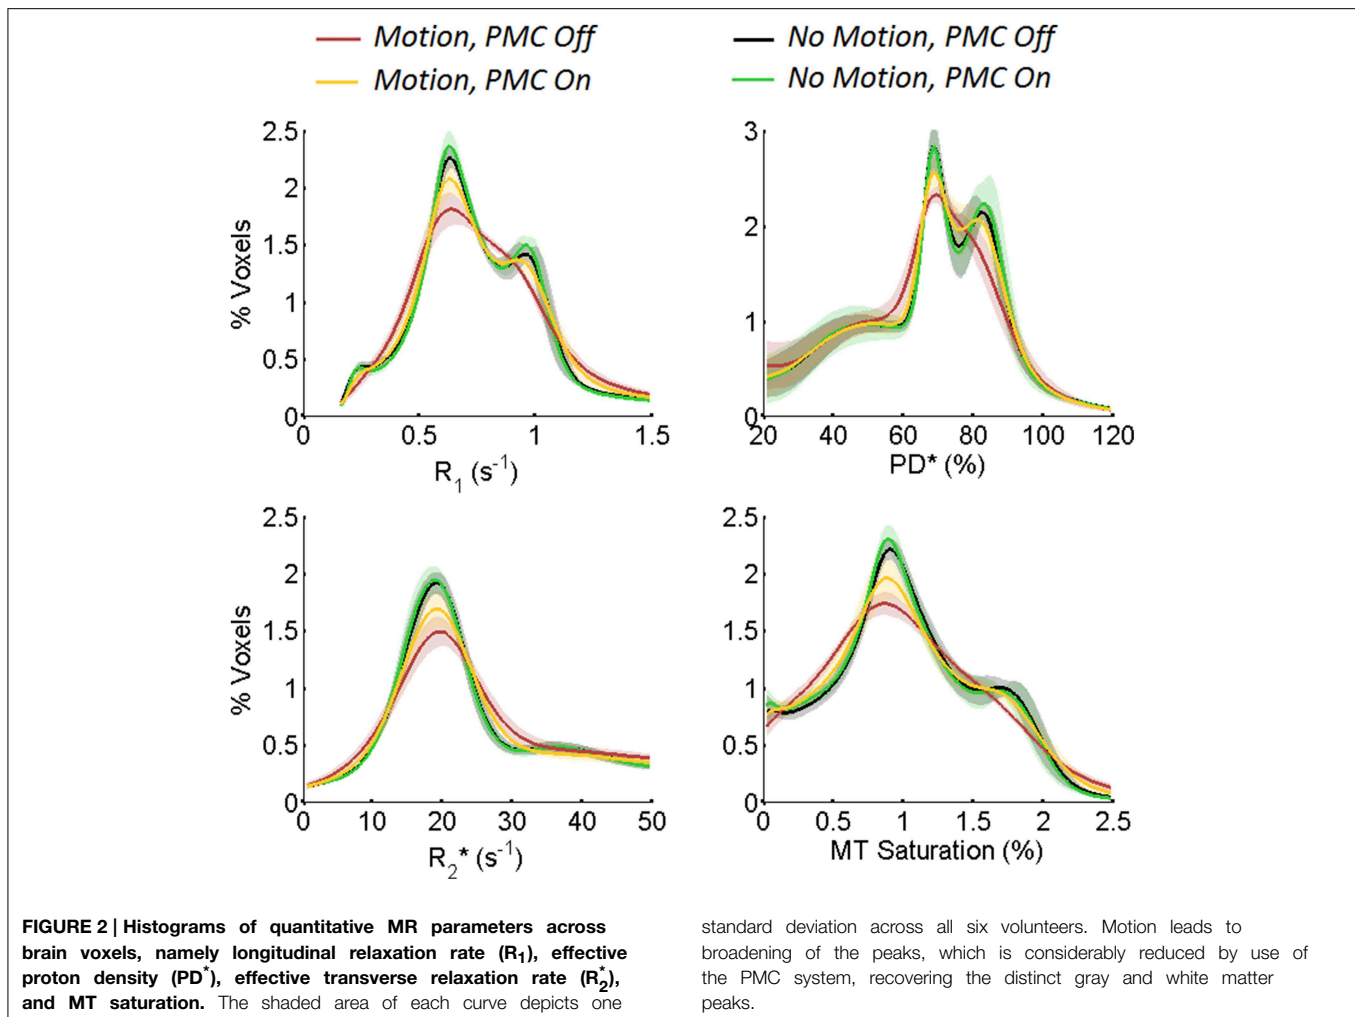 Motion, PMC Off
Motion, PMC On
No Motion, PMC Off
No Motion, PMC On
2.5
2
1.5
1
0.5
0
% Voxels
0 0.5 1 1.5
R1 (s-1)
3
2
1
0
20 40 60 80 100 120
PD* (%)
2.5
2
1.5
1
0.5
0
% Voxels
0 10 20 30 40 50
R2* (s-1)
2.5
2
1.5
1
0.5
0
0 0.5 1 1.5 2 2.5
MT Saturation (%)
FIGURE 2 | Histograms of quantitative MR parameters across
brain voxels, namely longitudinal relaxation rate (R1), effective
proton density (PD*), effective transverse relaxation rate (R2*),
and MT saturation. The shaded area of each curve depicts one
standard deviation across all six volunteers. Motion leads to
broadening of the peaks, which is considerably reduced by use of
the PMC system, recovering the distinct gray and white matter
peaks.